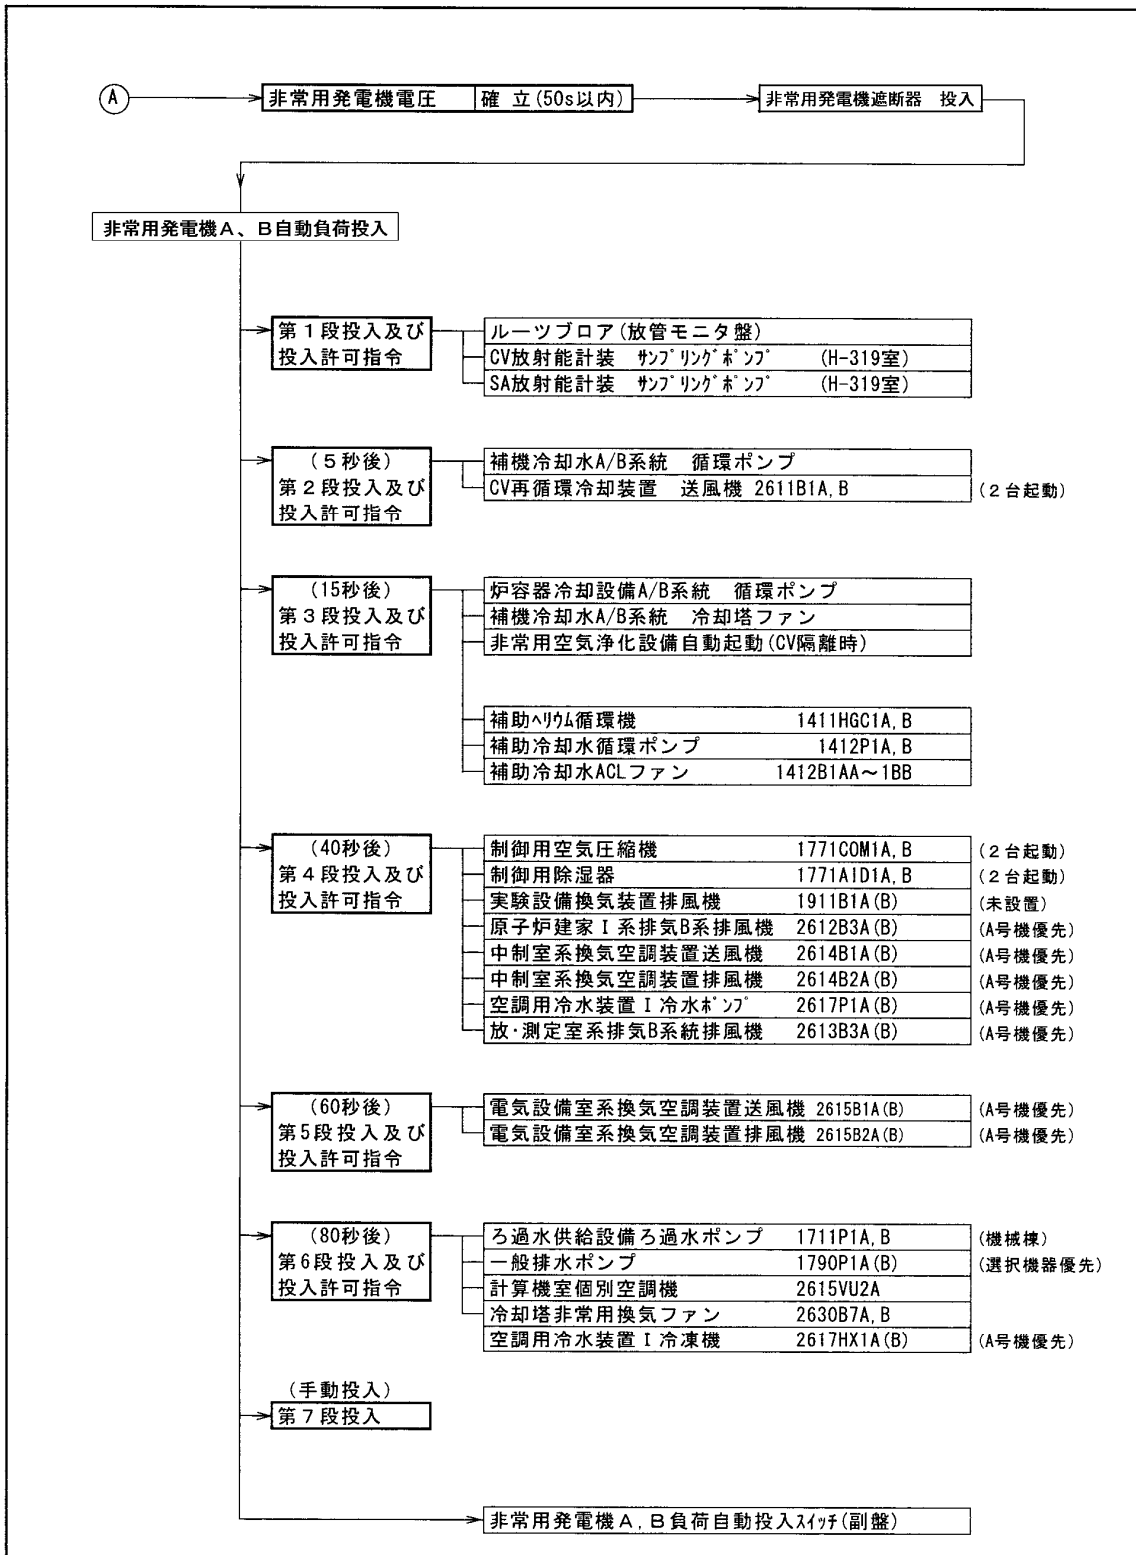 A
非常用発電機電圧 確 立(50s以内)
非常用発電機遮断器 投入
非常用発電機A、B自動負荷投入
第1段投入及び
投入許可指令
ルーツブロア(放管モニタ盤)
CV放射能計装 ｻﾝﾌﾟﾘﾝｸﾞﾎﾟﾝﾌﾟ (H-319室)
SA放射能計装 ｻﾝﾌﾟﾘﾝｸﾞﾎﾟﾝﾌﾟ (H-319室)
(5秒後)
第2段投入及び
投入許可指令
補機冷却水A/B系統 循環ポンプ
CV再循環冷却装置 送風機 2611B1A,B (2台起動)
(15秒後)
第3段投入及び
投入許可指令
炉容器冷却設備A/B系統 循環ポンプ
補機冷却水A/B系統 冷却塔ファン
非常用空気浄化設備自動起動(CV隔離時)
補助ﾍﾘｳﾑ循環機 1411HGC1A,B
補助冷却水循環ポンプ 1412P1A,B
補助冷却水ACLファン 1412B1AA～1BB
(40秒後)
第4段投入及び
投入許可指令
制御用空気圧縮機 1771COM1A,B (2台起動)
制御用除湿器 1771AID1A,B (2台起動)
実験設備換気装置排風機 1911B1A(B) (未設置)
原子炉建家Ⅰ系排気B系排風機 2612B3A(B) (A号機優先)
中制室系換気空調装置送風機 2614B1A(B) (A号機優先)
中制室系換気空調装置排風機 2614B2A(B) (A号機優先)
空調用冷水装置Ⅰ冷水ﾎﾟﾝﾌﾟ 2617P1A(B) (A号機優先)
放･測定室系排気B系統排風機 2613B3A(B) (A号機優先)
(60秒後)
第5段投入及び
投入許可指令
電気設備室系換気空調装置送風機 2615B1A(B) (A号機優先)
電気設備室系換気空調装置排風機 2615B2A(B) (A号機優先)
(80秒後)
第6段投入及び
投入許可指令
ろ過水供給設備ろ過水ポンプ 1711P1A,B (機械棟)
一般排水ポンプ 1790P1A(B) (選択機器優先)
計算機室個別空調機 2615VU2A
冷却塔非常用換気ファン 2630B7A,B
空調用冷水装置Ⅰ冷凍機 2617HX1A(B) (A号機優先)
(手動投入)
第7段投入
非常用発電機A,B負荷自動投入ｽｲｯﾁ(副盤)